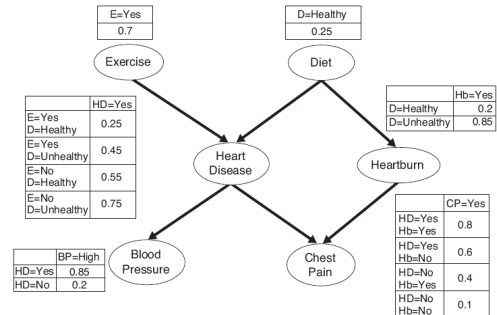 E=Yes
0.7
D=Healthy
0.25
Exercise
Diet
HD=Yes
E=Yes
D=Healthy
0.25
E=Yes
D=Unhealthy
0.45
E=No
D=Healthy
0.55
E=No
D=Unhealthy
0.75
Hb=Yes
D=Healthy 0.2
D=Unhealthy 0.85
Heart
Disease
Heartburn
CP=Yes
HD=Yes
Hb=Yes
0.8
HD=Yes
Hb=No
0.6
HD=No
Hb=Yes
0.4
HD=No
Hb=No
0.1
BP=High
HD=Yes 0.85
HD=No 0.2
Blood
Pressure
Chest
Pain